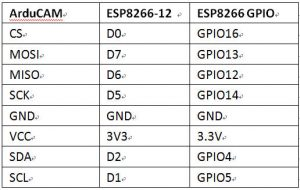 ArduCAM ESP8266-12 ESP8266 GPIO
CS D0 GPIO16
MOSI D7 GPIO13
MISO D6 GPIO12
SCK D5 GPIO14
GND GND GND
VCC 3V3 3.3V
SDA D2 GPIO4
SCL D1 GPIO5